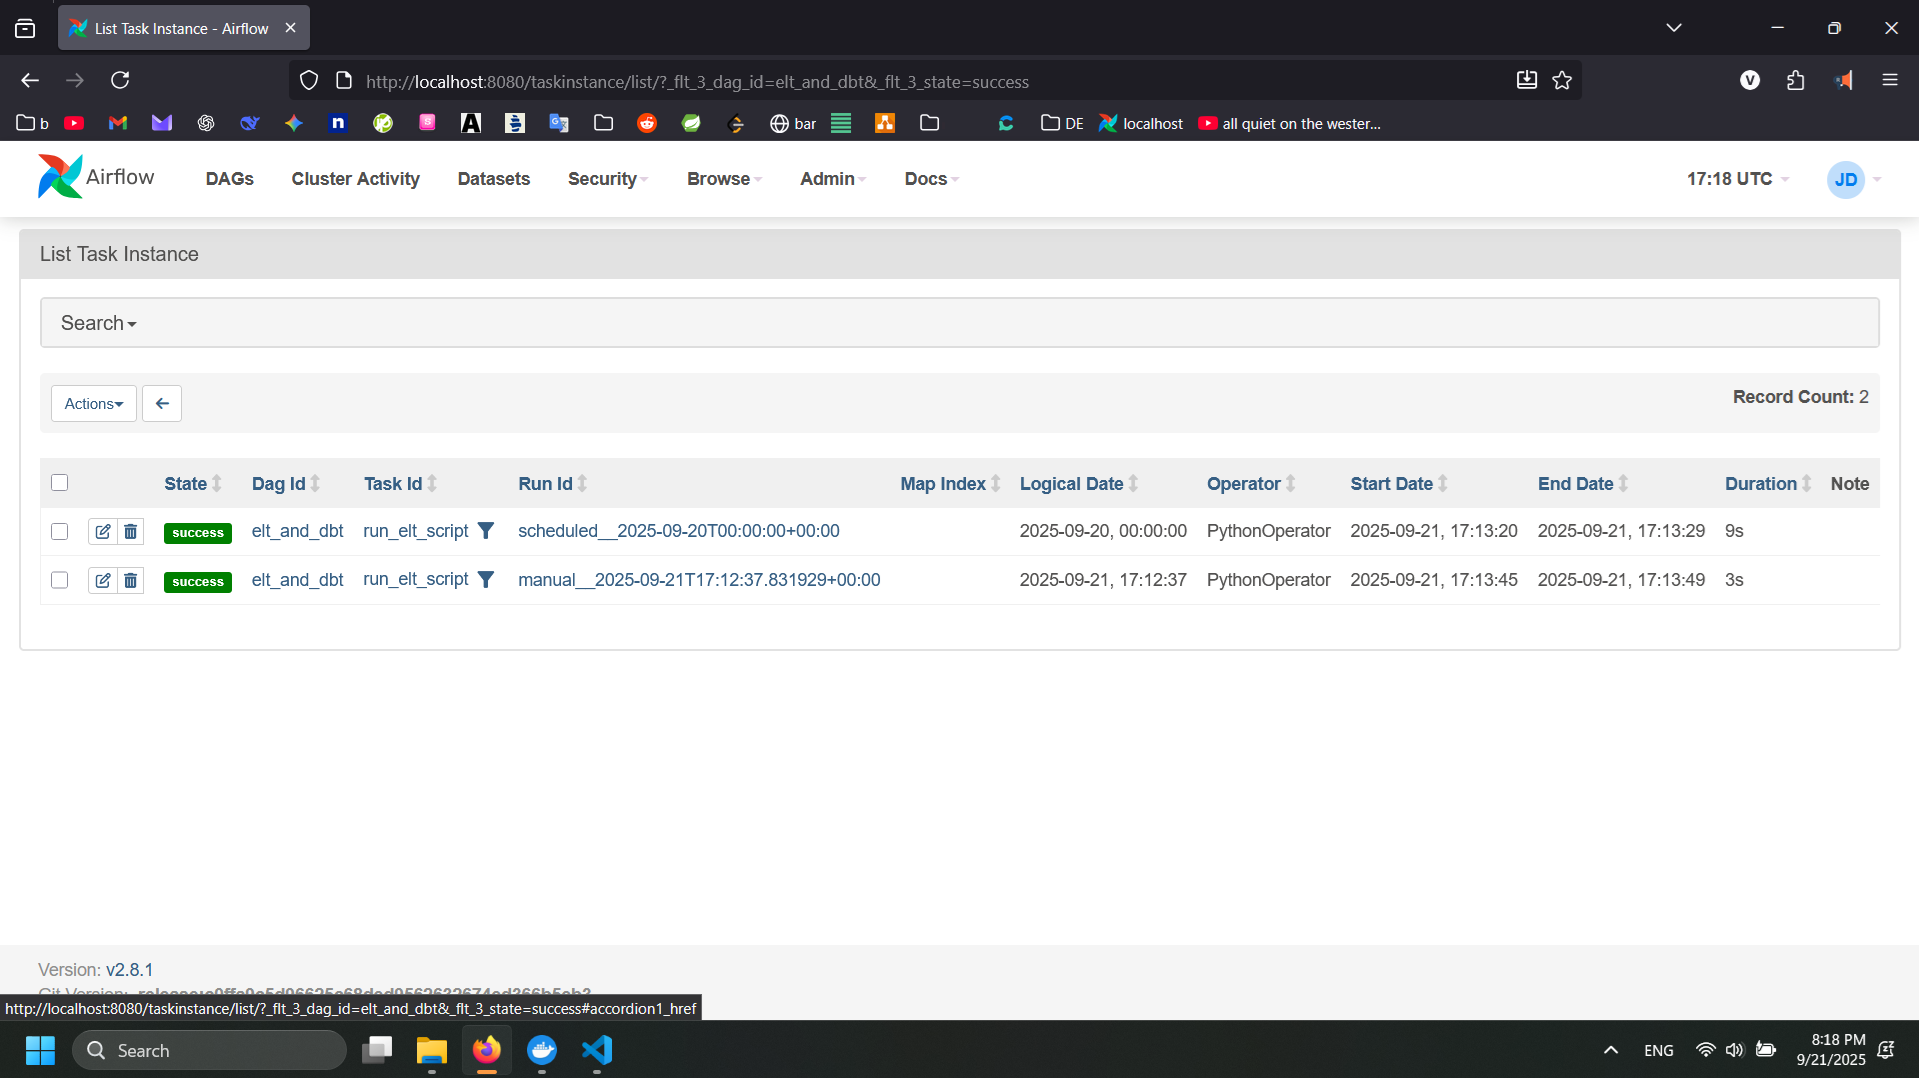 List Task Instance - Airflow
http://localhost:8080/taskinstance/list/?_flt_3_dag_id=elt_and_dbt&_flt_3_state=success
V
b
n
A
bar
DE
localhost
all quiet on the wester...
Airflow
DAGs
Cluster Activity
Datasets
Security
Browse
Admin
Docs
17:18 UTC
JD
List Task Instance
Search
Actions
Record Count: 2
State Dag Id Task Id Run Id Map Index Logical Date Operator Start Date End Date Duration Note
success elt_and_dbt run_elt_script scheduled__2025-09-20T00:00:00+00:00 2025-09-20, 00:00:00 PythonOperator 2025-09-21, 17:13:20 2025-09-21, 17:13:29 9s
success elt_and_dbt run_elt_script manual__2025-09-21T17:12:37.831929+00:00 2025-09-21, 17:12:37 PythonOperator 2025-09-21, 17:13:45 2025-09-21, 17:13:49 3s
Version: v2.8.1
http://localhost:8080/taskinstance/list/?_flt_3_dag_id=elt_and_dbt&_flt_3_state=success#accordion1_href
Search
ENG
8:18 PM
9/21/2025